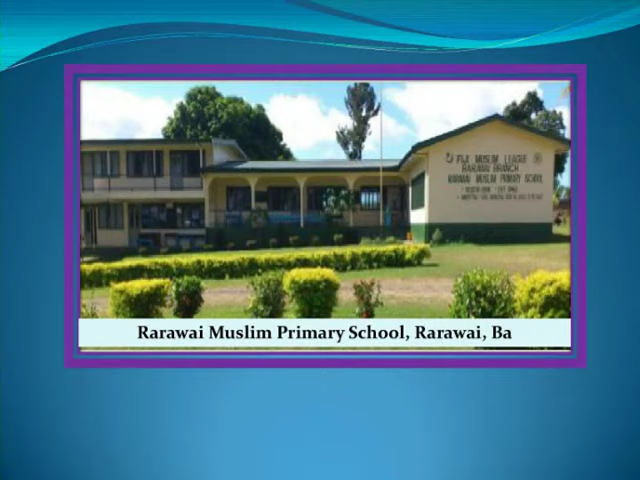 FIJI MUSLIM LEAGUE
RARAWAI BRANCH
RARAWAI MUSLIM PRIMARY SCHOOL
Rarawai Muslim Primary School, Rarawai, Ba